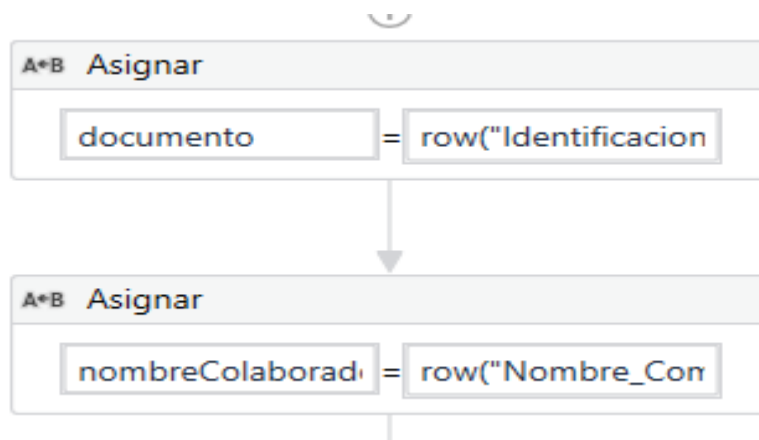 A←B Asignar
documento = row("Identificacion
A←B Asignar
nombreColaborad = row("Nombre_Com